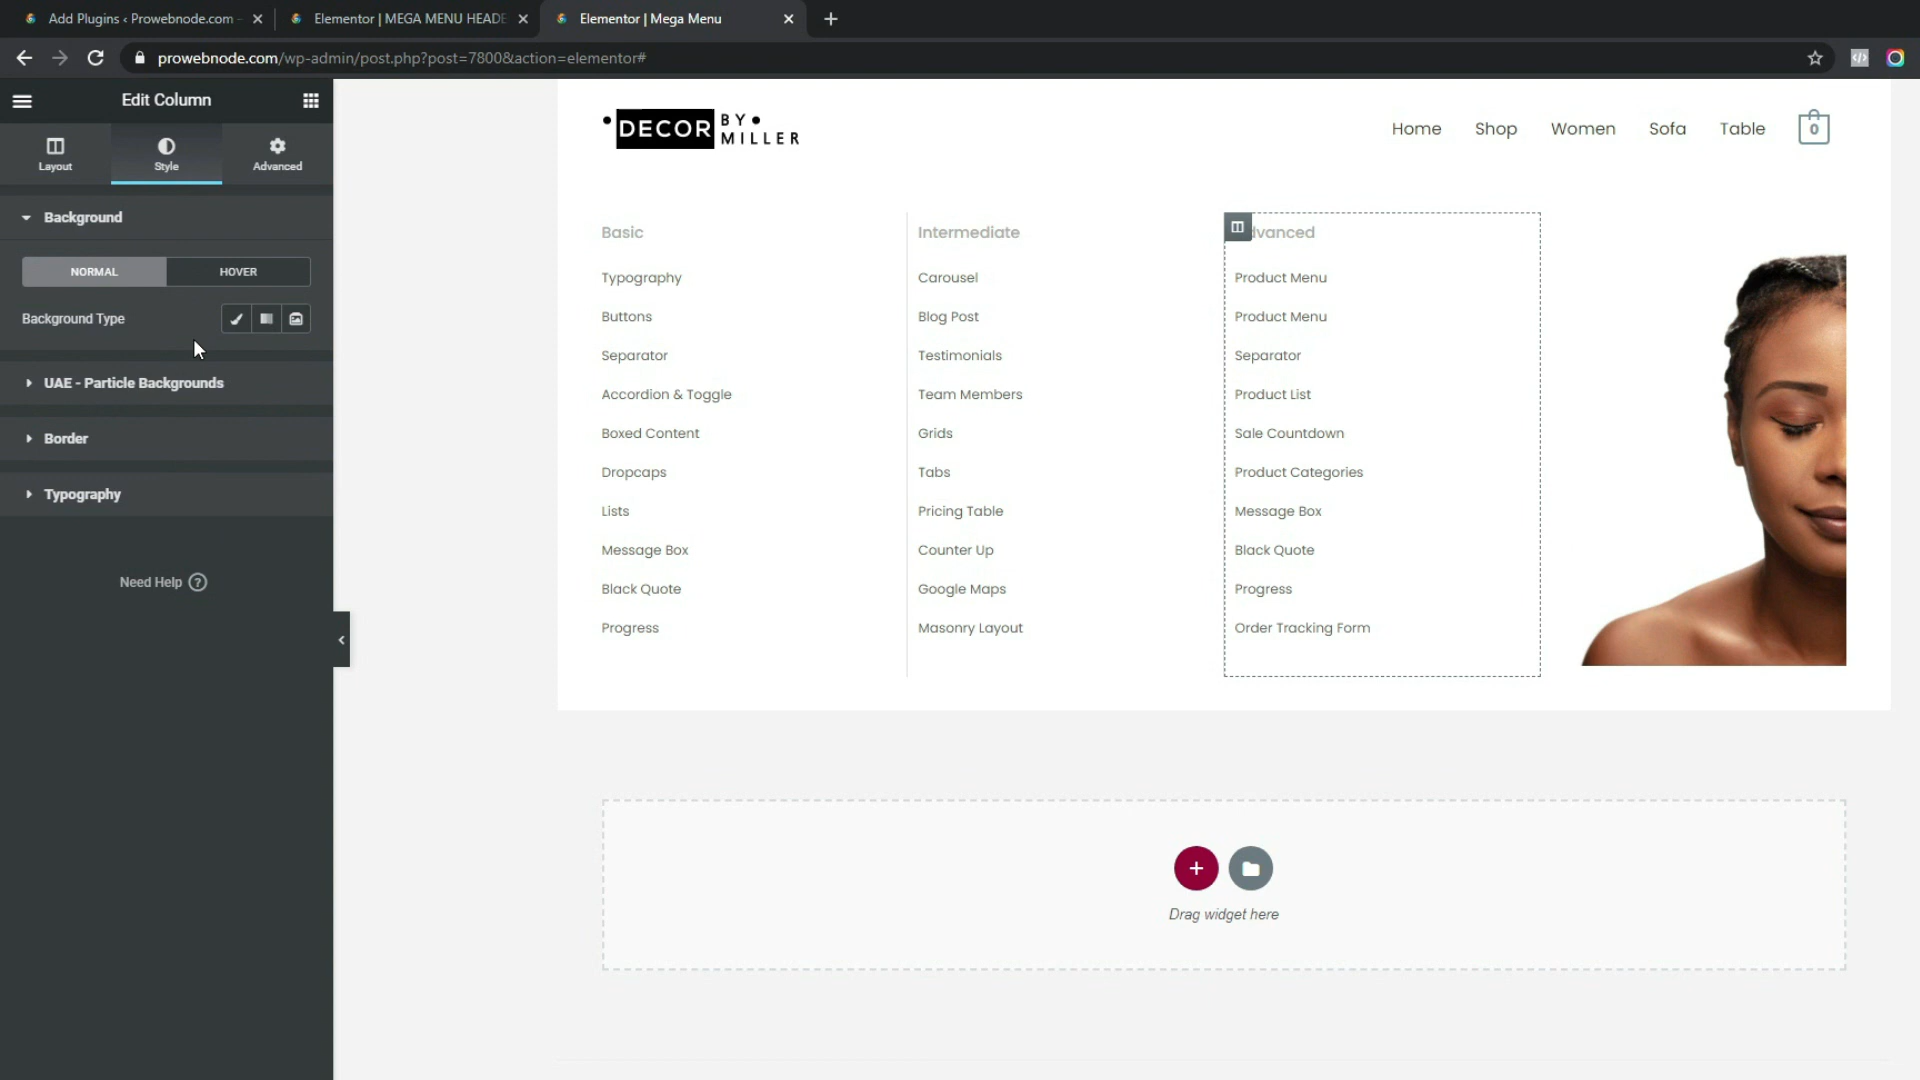 Add Plugins ‹ Prowebnode.com -
Elementor | MEGA MENU HEADE
Elementor | Mega Menu
prowebnode.com/wp-admin/post.php?post=7800&action=elementor#
Edit Column
Layout
Style
Advanced
Background
NORMAL
HOVER
Background Type
UAE - Particle Backgrounds
Border
Typography
Need Help ?
DECOR BY
MILLER
Home
Shop
Women
Sofa
Table
0
Basic
Typography
Buttons
Separator
Accordion & Toggle
Boxed Content
Dropcaps
Lists
Message Box
Black Quote
Progress
Intermediate
Carousel
Blog Post
Testimonials
Team Members
Grids
Tabs
Pricing Table
Counter Up
Google Maps
Masonry Layout
dvanced
Product Menu
Product Menu
Separator
Product List
Sale Countdown
Product Categories
Message Box
Black Quote
Progress
Order Tracking Form
Drag widget here